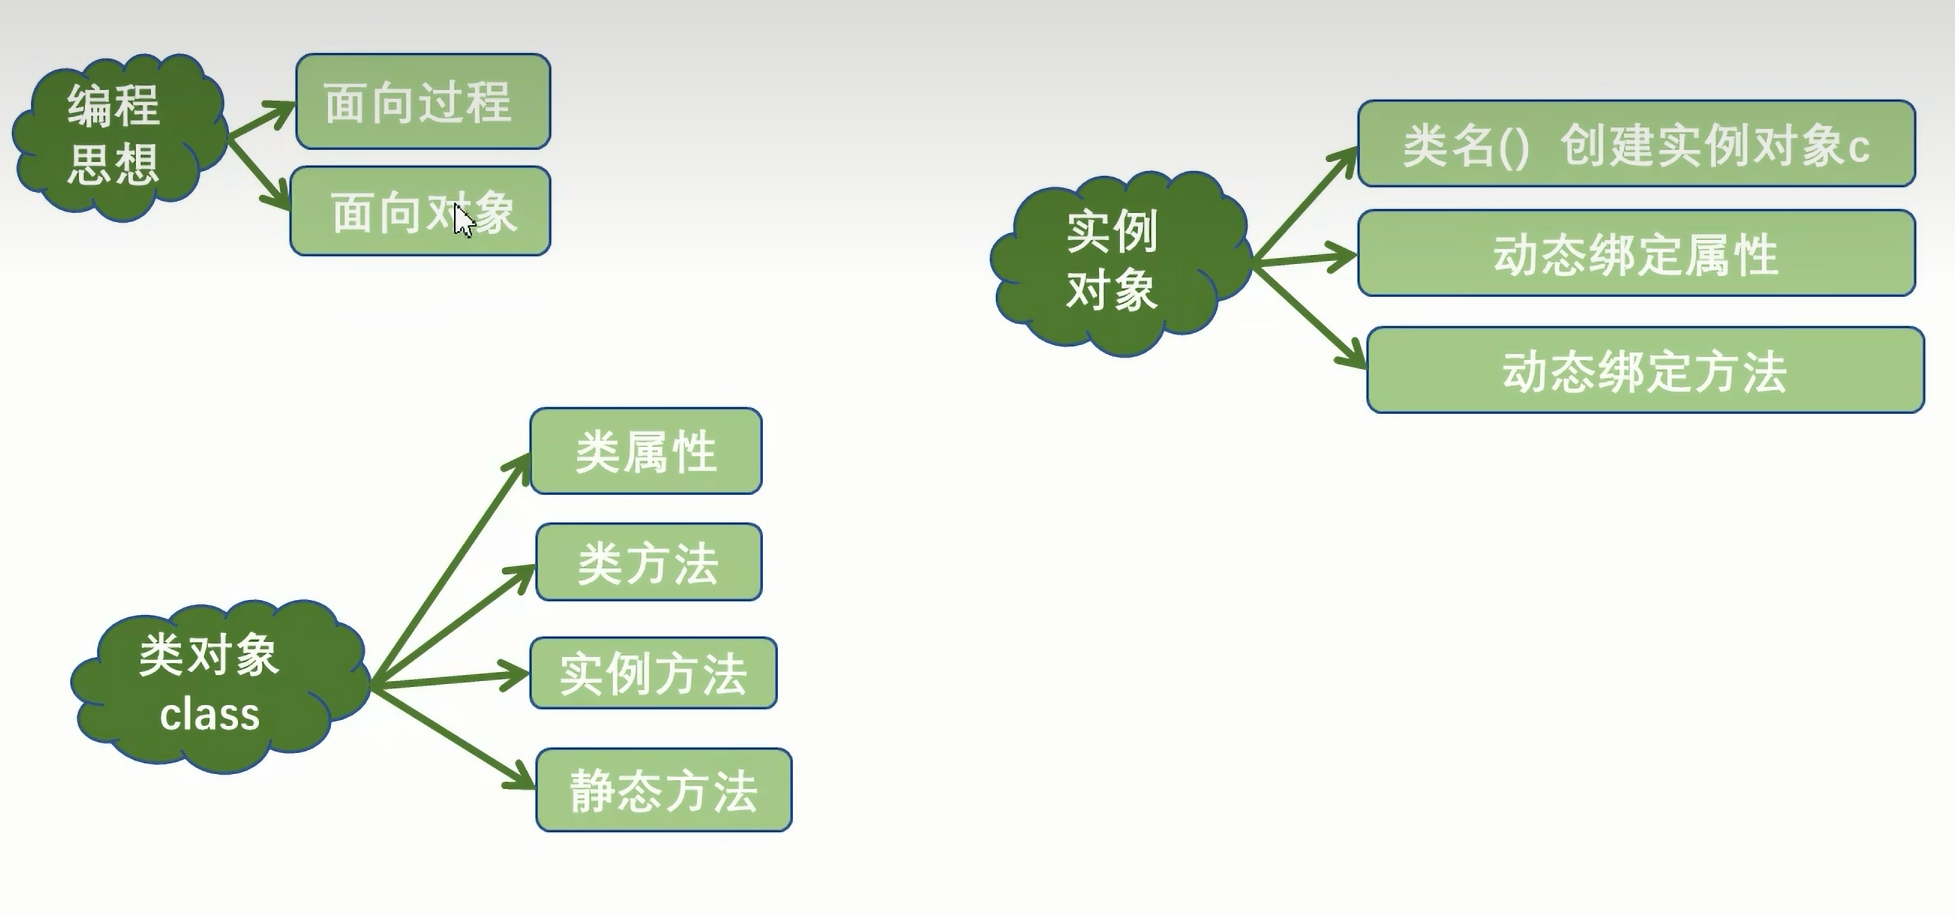 编程
思想
面向过程
面向对象
类对象
class
类属性
类方法
实例方法
静态方法
实例
对象
类名() 创建实例对象c
动态绑定属性
动态绑定方法